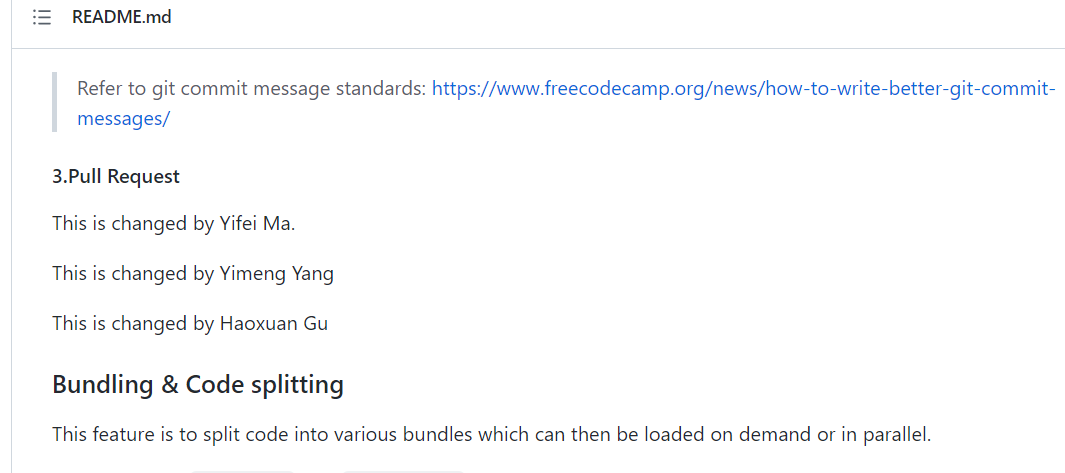 README.md
Refer to git commit message standards: https://www.freecodecamp.org/news/how-to-write-better-git-commit-
messages/
3.Pull Request
This is changed by Yifei Ma.
This is changed by Yimeng Yang
This is changed by Haoxuan Gu
Bundling & Code splitting
This feature is to split code into various bundles which can then be loaded on demand or in parallel.